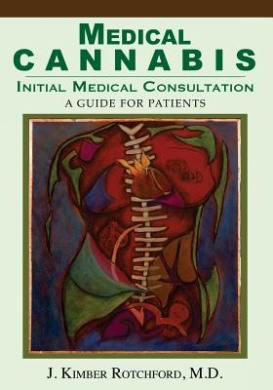 MEDICAL
CANNABIS
INITIAL MEDICAL CONSULTATION
A GUIDE FOR PATIENTS
J. KIMBER ROTCHFORD, M.D.